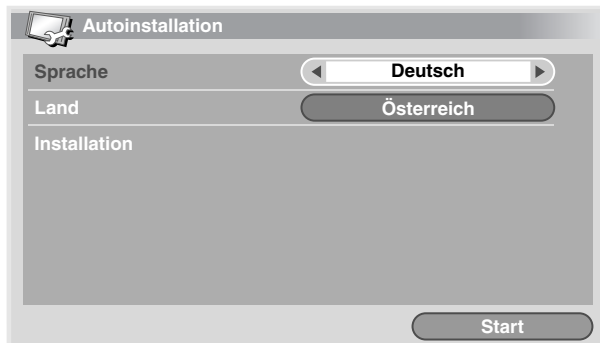 Autoinstallation
Sprache Deutsch
Land Österreich
Installation
Start